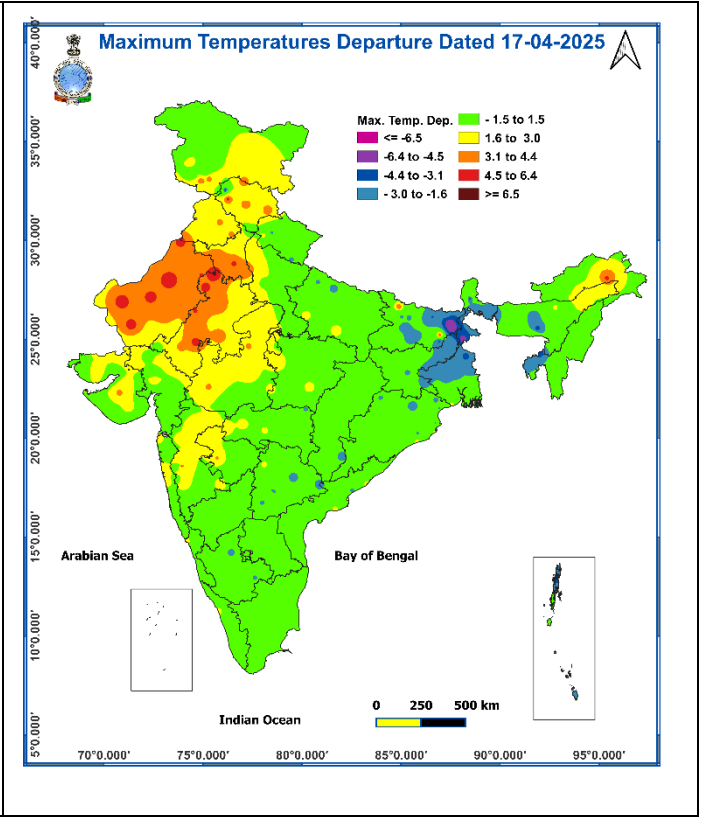 Maximum Temperatures Departure Dated 17-04-2025
Max. Temp. Dep.
<= -6.5
-6.4 to -4.5
-4.4 to -3.1
- 3.0 to -1.6
- 1.5 to 1.5
1.6 to 3.0
3.1 to 4.4
4.5 to 6.4
>= 6.5
40°0.000'
35°0.000'
30°0.000'
25°0.000'
20°0.000'
15°0.000'
10°0.000'
5°0.000'
Arabian Sea
Bay of Bengal
Indian Ocean
0 250 500 km
70°0.000' 75°0.000' 80°0.000' 85°0.000' 90°0.000' 95°0.000'